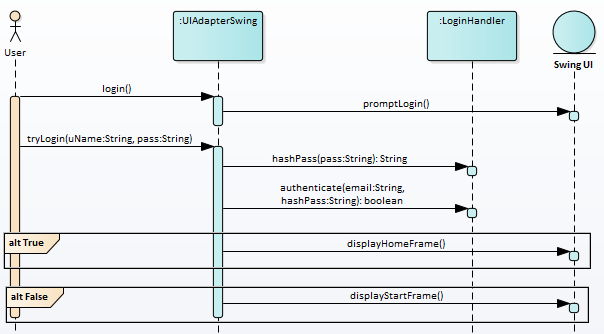 :UIAdapterSwing
:LoginHandler
User
Swing UI
login()
promptLogin()
tryLogin(uName:String, pass:String)
hashPass(pass:String): String
authenticate(email:String,
hashPass:String): boolean
alt True
displayHomeFrame()
alt False
displayStartFrame()